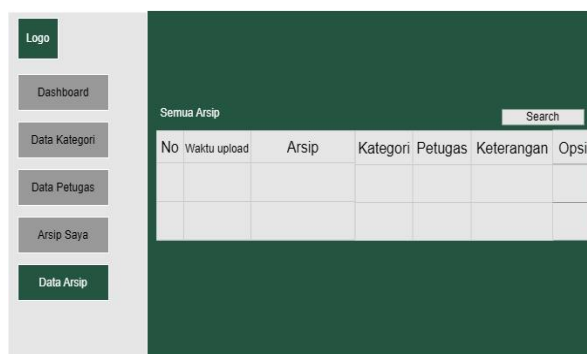 Logo
Dashboard
Data Kategori
Data Petugas
Arsip Saya
Data Arsip
Semua Arsip
Search
No Waktu upload Arsip Kategori Petugas Keterangan Opsi